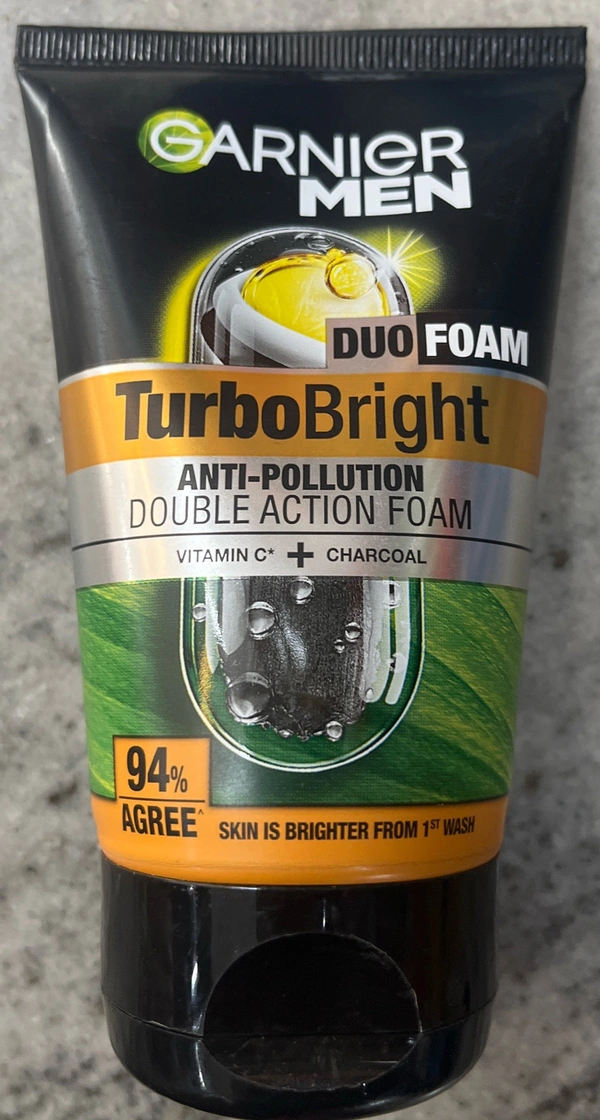 GARNIER
MEN
DUO FOAM
TurboBright
ANTI-POLLUTION
DOUBLE ACTION FOAM
VITAMIN C* + CHARCOAL
94%
AGREE^
SKIN IS BRIGHTER FROM 1ST WASH